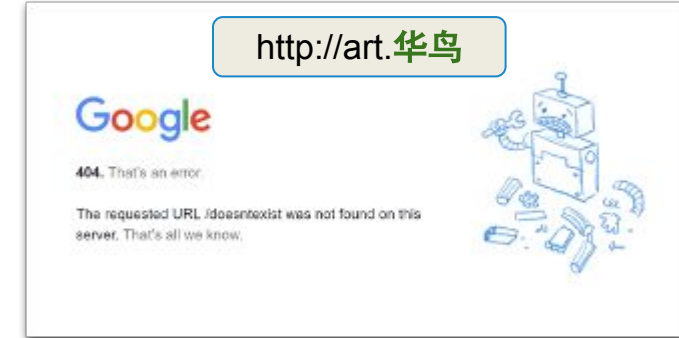 http://art.华鸟
Google
404. That's an error.
The requested URL /doesntexist was not found on this
server. That's all we know.